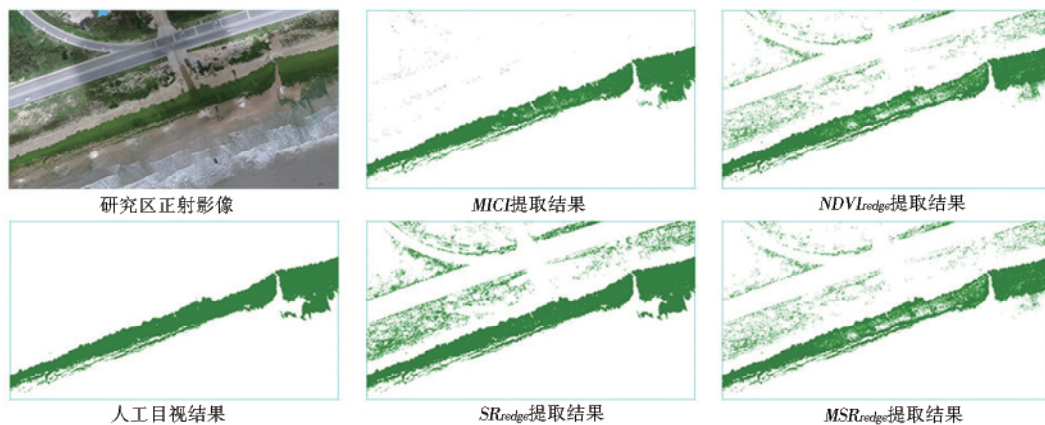 研究区正射影像
MICI提取结果
NDVIredge提取结果
人工目视结果
SRredge提取结果
MSRredge提取结果